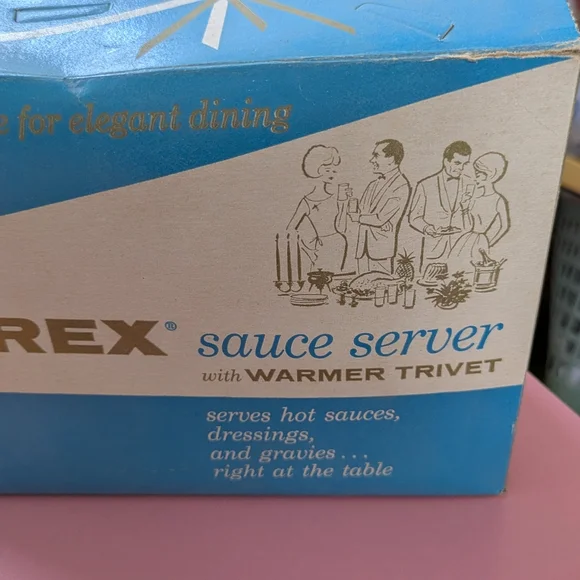 for elegant dining
REX® sauce server
with WARMER TRIVET
serves hot sauces,
dressings,
and gravies...
right at the table